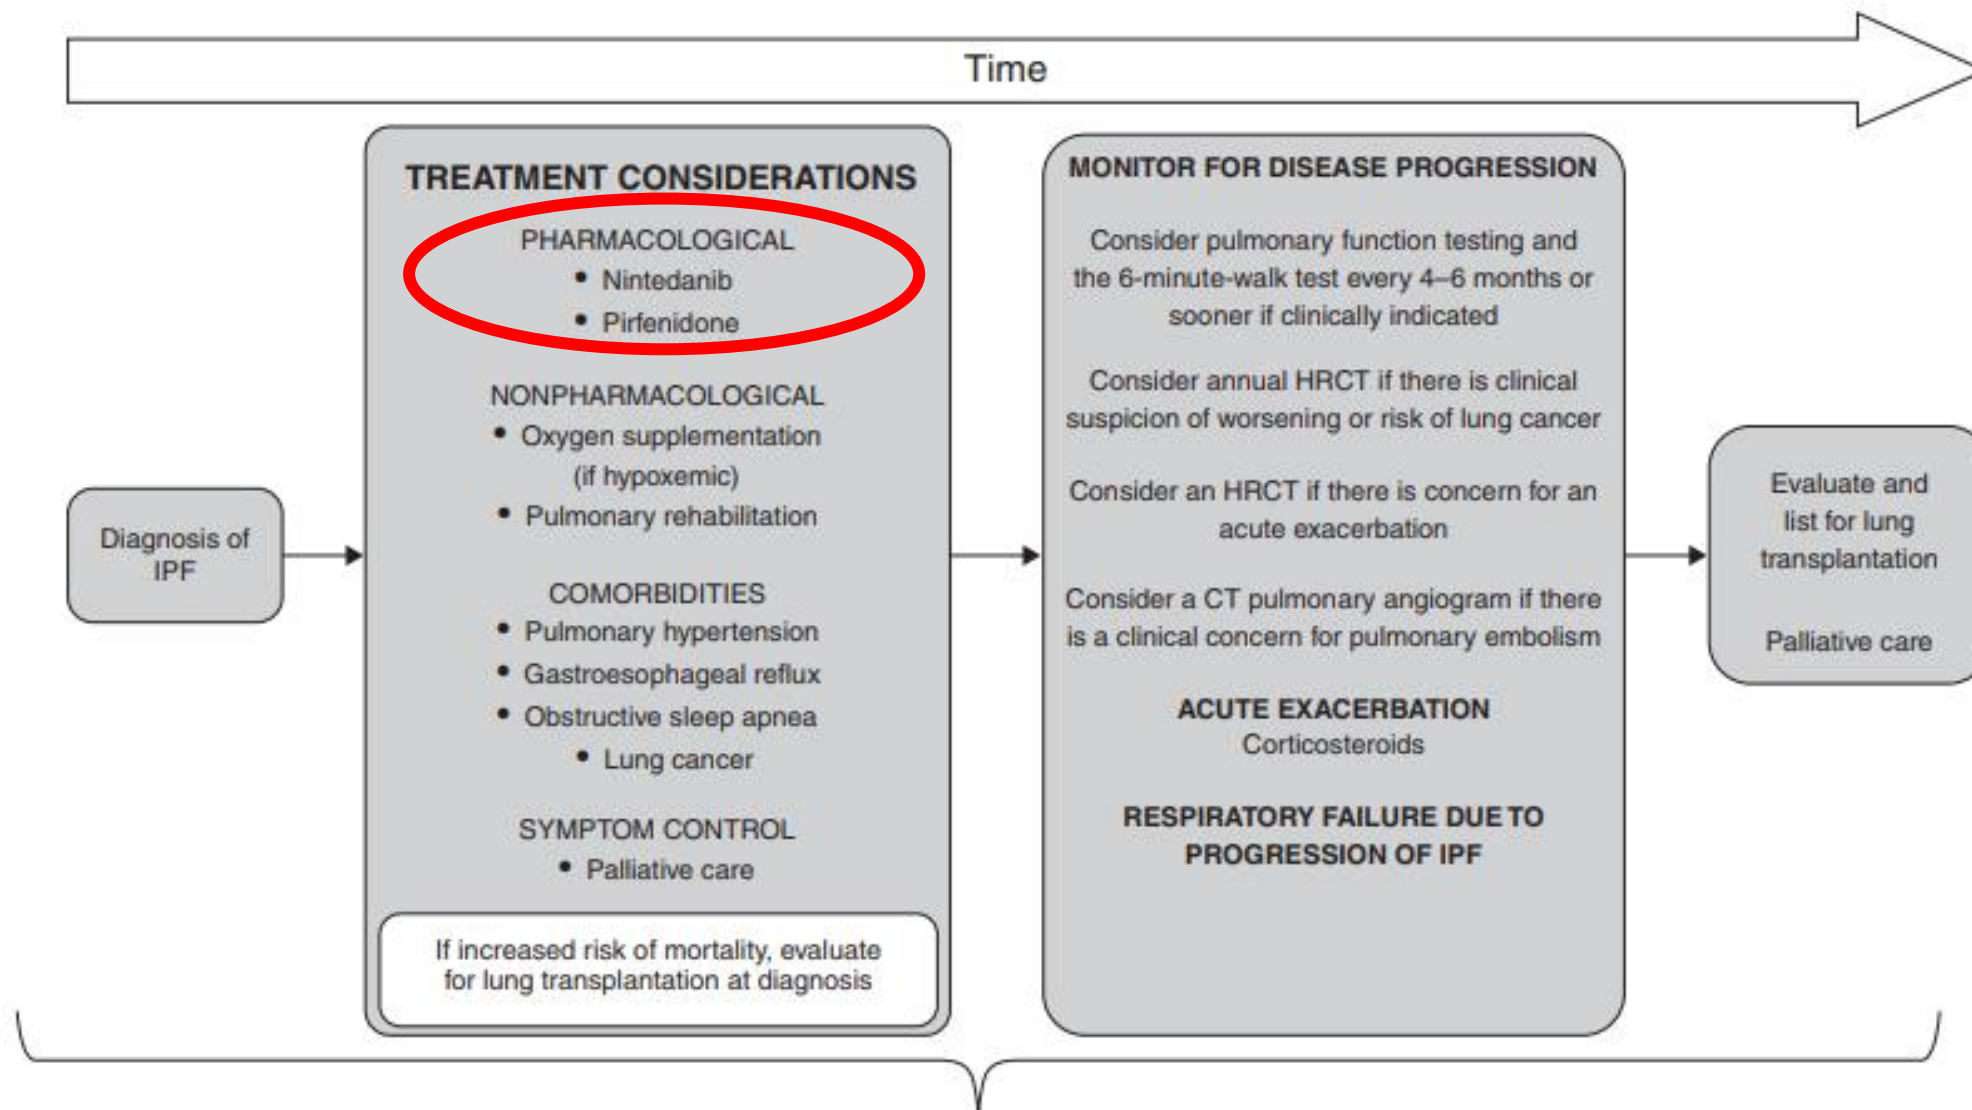 Time
Diagnosis of
IPF
TREATMENT CONSIDERATIONS
PHARMACOLOGICAL
• Nintedanib
• Pirfenidone
NONPHARMACOLOGICAL
• Oxygen supplementation
(if hypoxemic)
• Pulmonary rehabilitation
COMORBIDITIES
• Pulmonary hypertension
• Gastroesophageal reflux
• Obstructive sleep apnea
• Lung cancer
SYMPTOM CONTROL
• Palliative care
If increased risk of mortality, evaluate
for lung transplantation at diagnosis
MONITOR FOR DISEASE PROGRESSION
Consider pulmonary function testing and
the 6-minute-walk test every 4–6 months or
sooner if clinically indicated
Consider annual HRCT if there is clinical
suspicion of worsening or risk of lung cancer
Consider an HRCT if there is concern for an
acute exacerbation
Consider a CT pulmonary angiogram if there
is a clinical concern for pulmonary embolism
ACUTE EXACERBATION
Corticosteroids
RESPIRATORY FAILURE DUE TO
PROGRESSION OF IPF
Evaluate and
list for lung
transplantation
Palliative care